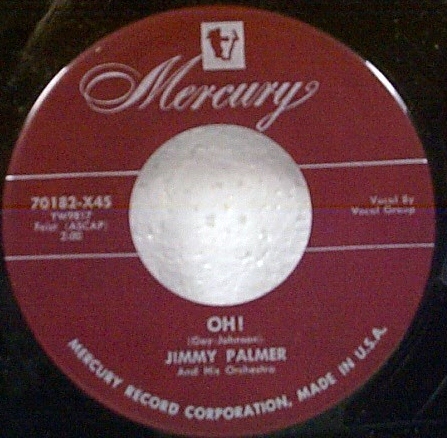 Mercury
70182-X45
YW9817
Feist (ASCAP)
2:00
Vocal By
Vocal Group
OH!
(Gay-Johnson)
JIMMY PALMER
And His Orchestra
MERCURY RECORD CORPORATION, MADE IN U.S.A.